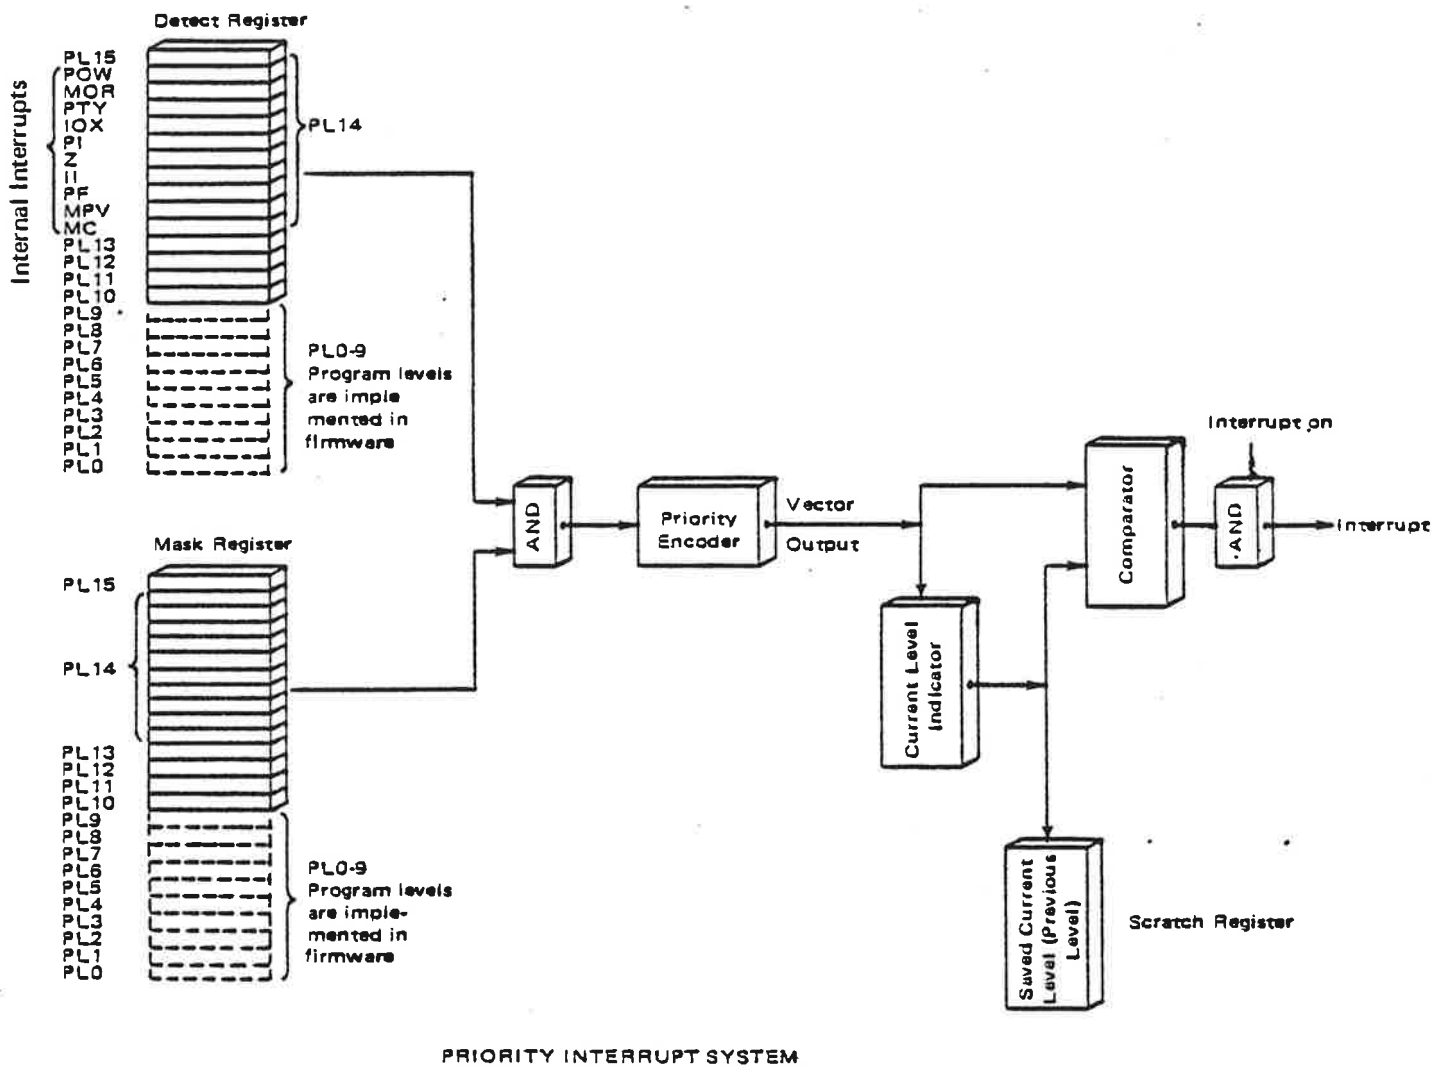 Detect Register
Internal Interrupts
PL15
POW
MOR
PTY
IOX
PI
Z
II
PF
MPV
MC
PL13
PL12
PL11
PL10
PL9
PL8
PL7
PL6
PL5
PL4
PL3
PL2
PL1
PL0
PL14
PL0-9
Program levels
are imple
mented in
firmware
Mask Register
PL15
PL14
PL13
PL12
PL11
PL10
PL9
PL8
PL7
PL6
PL5
PL4
PL3
PL2
PL1
PL0
PL0-9
Program levels
are imple-
mented in
firmware
AND
Priority
Encoder
Vector
Output
Current Level
Indicator
Comparator
Interrupt on
AND
Interrupt
Saved Current
Level (Previous
Level)
Scratch Register
PRIORITY INTERRUPT SYSTEM